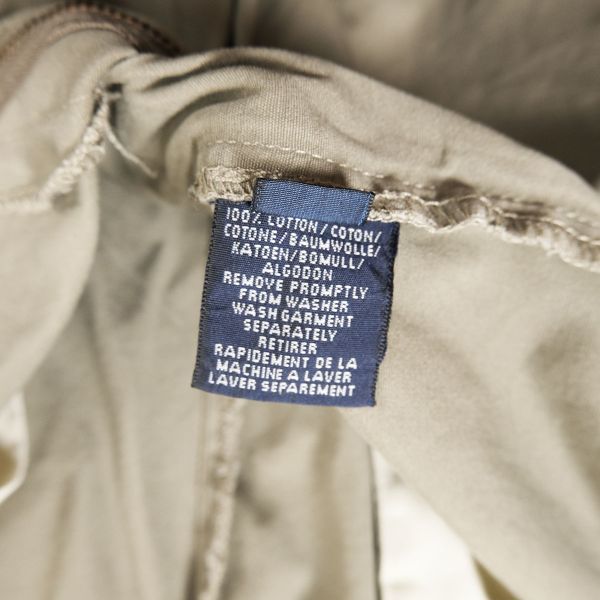 100% COTTON/COTON/
COTONE/BAUMWOLLE/
KATOEN/BOMULL/
ALGODON
REMOVE PROMPTLY
FROM WASHER
WASH GARMENT
SEPARATELY
RETIRER
RAPIDEMENT DE LA
MACHINE A LAVER
LAVER SEPAREMENT